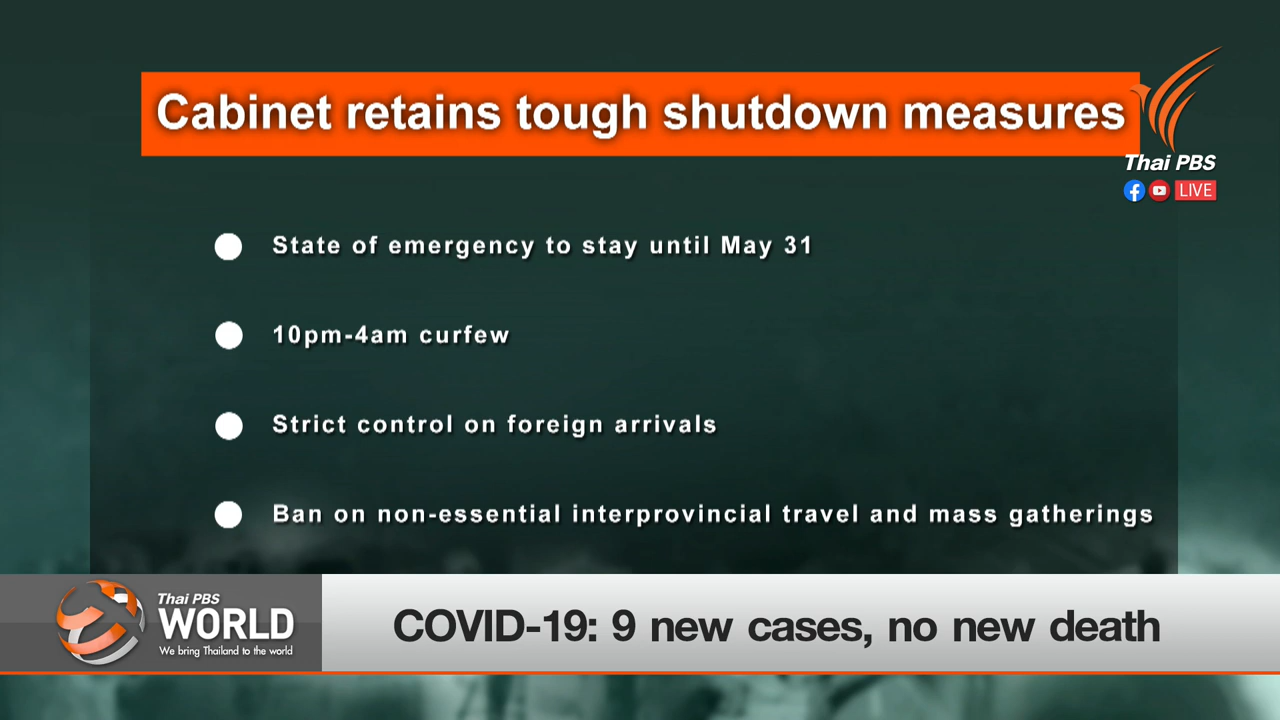 Cabinet retains tough shutdown measures
Thai PBS
LIVE
State of emergency to stay until May 31
10pm-4am curfew
Strict control on foreign arrivals
Ban on non-essential interprovincial travel and mass gatherings
Thai PBS
WORLD
We bring Thailand to the world
COVID-19: 9 new cases, no new death